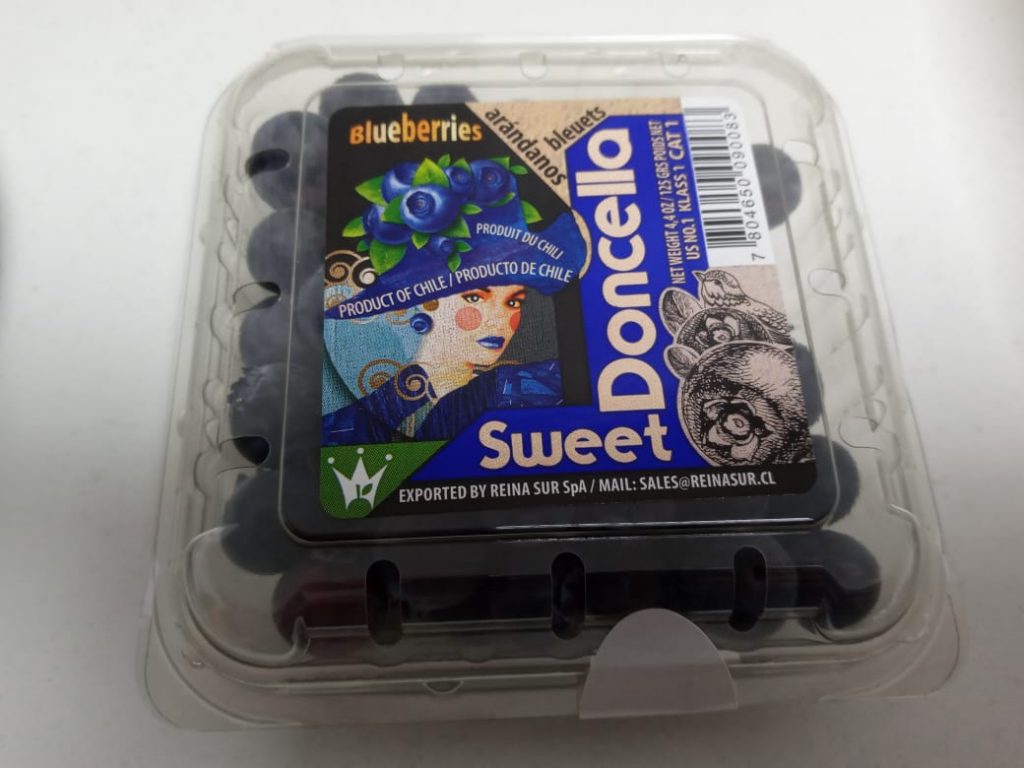 Blueberries
arándanos
bleuets
PRODUIT DU CHILI
PRODUCT OF CHILE / PRODUCTO DE CHILE
Sweet
Doncella
NET WEIGHT 4,4 OZ / 125 GRS POIDS NET
US NO.1 KLASS 1 CAT 1
7 804650 090083
EXPORTED BY REINA SUR SpA / MAIL: SALES@REINASUR.CL